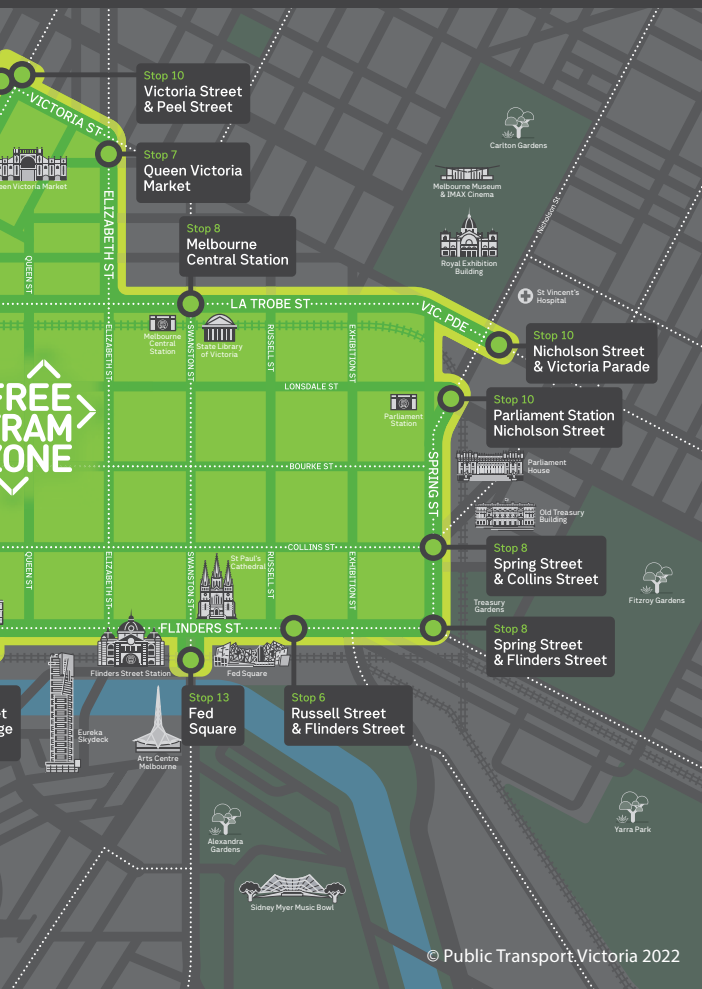 Stop 10
Victoria Street
& Peel Street
VICTORIA ST
Stop 7
Queen Victoria
Market
Queen Victoria Market
Carlton Gardens
Melbourne Museum
& IMAX Cinema
Nicholson St
ELIZABETH ST
Stop 8
Melbourne
Central Station
Royal Exhibition
Building
QUEEN ST
St Vincent's
Hospital
LA TROBE ST
VIC. PDE
Melbourne
Central
Station
State Library
of Victoria
ELIZABETH ST
SWANSTON ST
RUSSELL ST
EXHIBITION ST
Stop 10
Nicholson Street
& Victoria Parade
LONSDALE ST
FREE
TRAM
ZONE
Parliament
Station
Stop 10
Parliament Station
Nicholson Street
BOURKE ST
SPRING ST
Parliament
House
Old Treasury
Building
COLLINS ST
Stop 8
Spring Street
& Collins Street
QUEEN ST
ELIZABETH ST
SWANSTON ST
St Paul's
Cathedral
RUSSELL ST
EXHIBITION ST
Treasury
Gardens
Fitzroy Gardens
FLINDERS ST
Stop 8
Spring Street
& Flinders Street
Flinders Street Station
Fed Square
Stop 13
Fed
Square
Stop 6
Russell Street
& Flinders Street
Eureka
Skydeck
Arts Centre
Melbourne
Alexandra
Gardens
Yarra Park
Sidney Myer Music Bowl
© Public Transport Victoria 2022